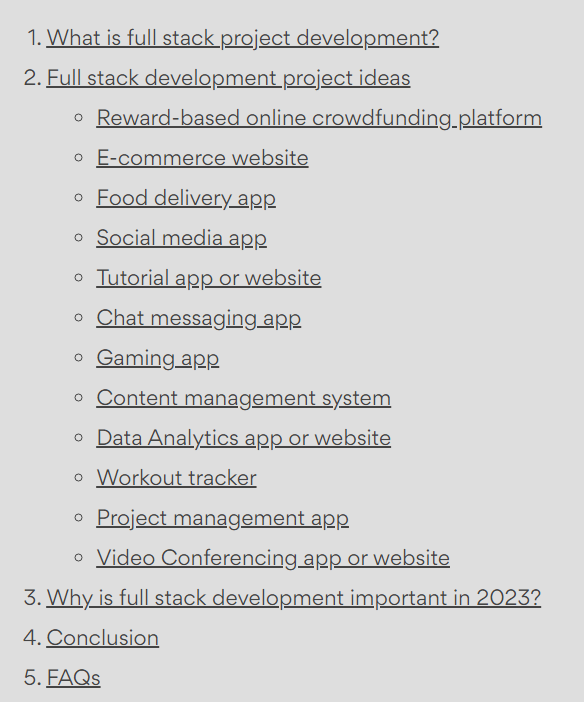 1. What is full stack project development?
2. Full stack development project ideas
◦ Reward-based online crowdfunding platform
◦ E-commerce website
◦ Food delivery app
◦ Social media app
◦ Tutorial app or website
◦ Chat messaging app
◦ Gaming app
◦ Content management system
◦ Data Analytics app or website
◦ Workout tracker
◦ Project management app
◦ Video Conferencing app or website
3. Why is full stack development important in 2023?
4. Conclusion
5. FAQs